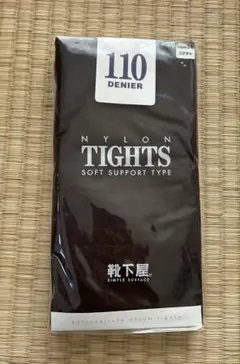 110
DENIER
NYLON
TIGHTS
SOFT SUPPORT TYPE
靴下屋®
SIMPLE SURFACE